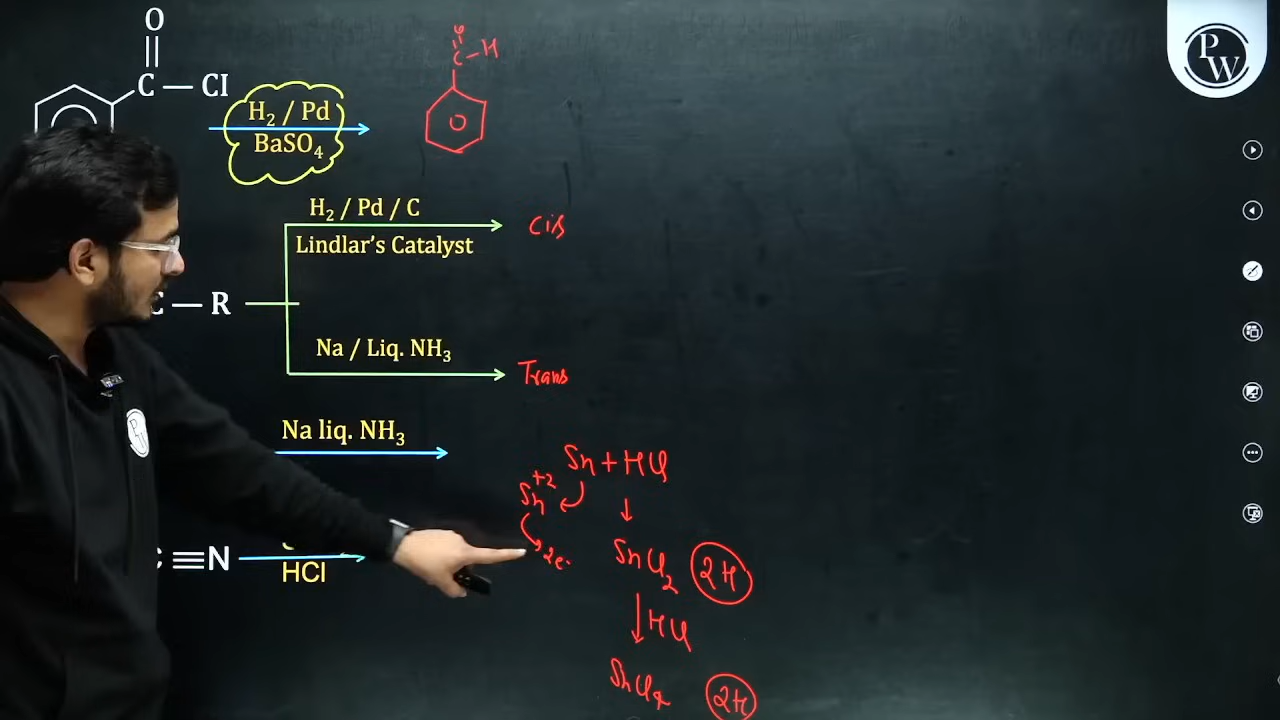 O
||
C — Cl
H₂ / Pd
BaSO₄
O
C-H
PW
H₂ / Pd / C
Lindlar's Catalyst
Cis
C — R
Na / Liq. NH₃
Trans
Na liq. NH₃
Sn + HCl
Sn⁺²
2e⁻
SnCl₂ 2H
C≡N
HCl
HCl
SnCl₄ 2H